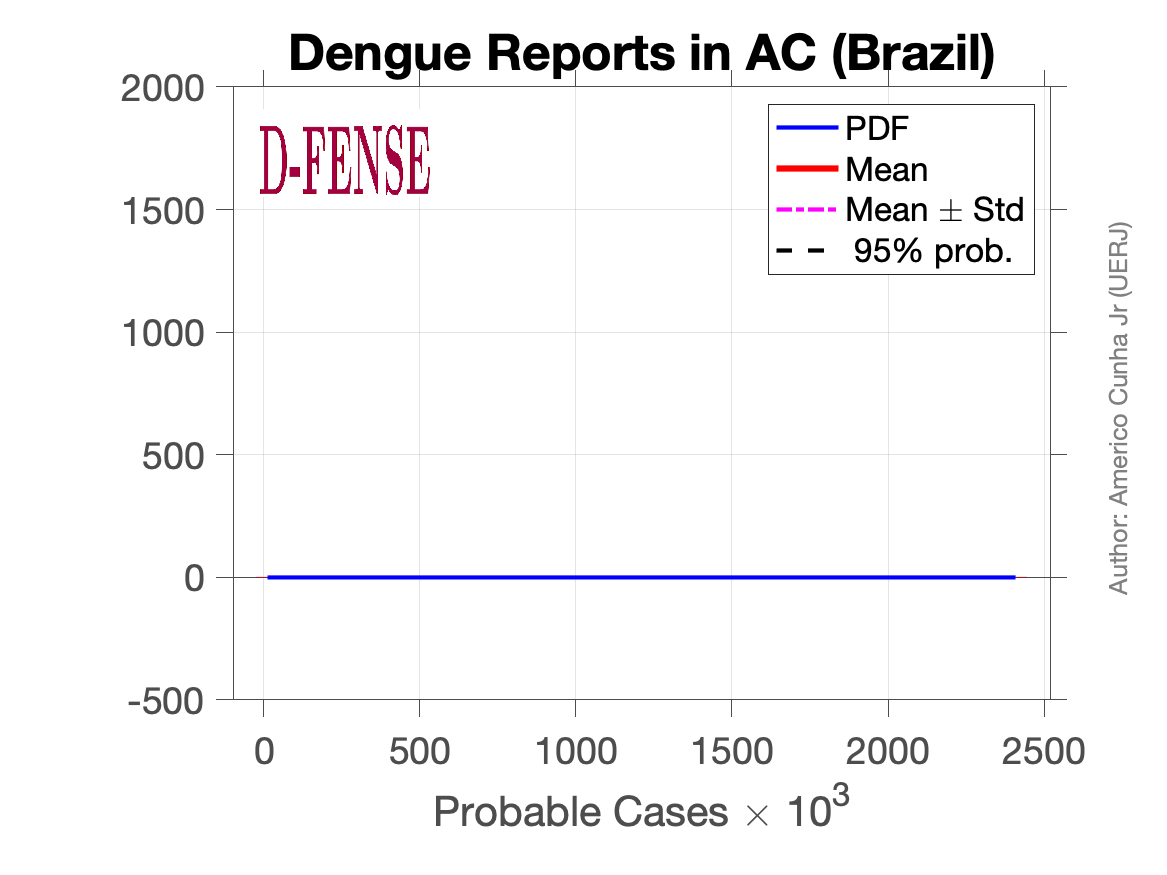 Dengue Reports in AC (Brazil)
2000
1500
1000
500
0
-500
D-FENSE
PDF
Mean
Mean ± Std
95% prob.
0 500 1000 1500 2000 2500
Probable Cases × 10³
Author: Americo Cunha Jr (UERJ)